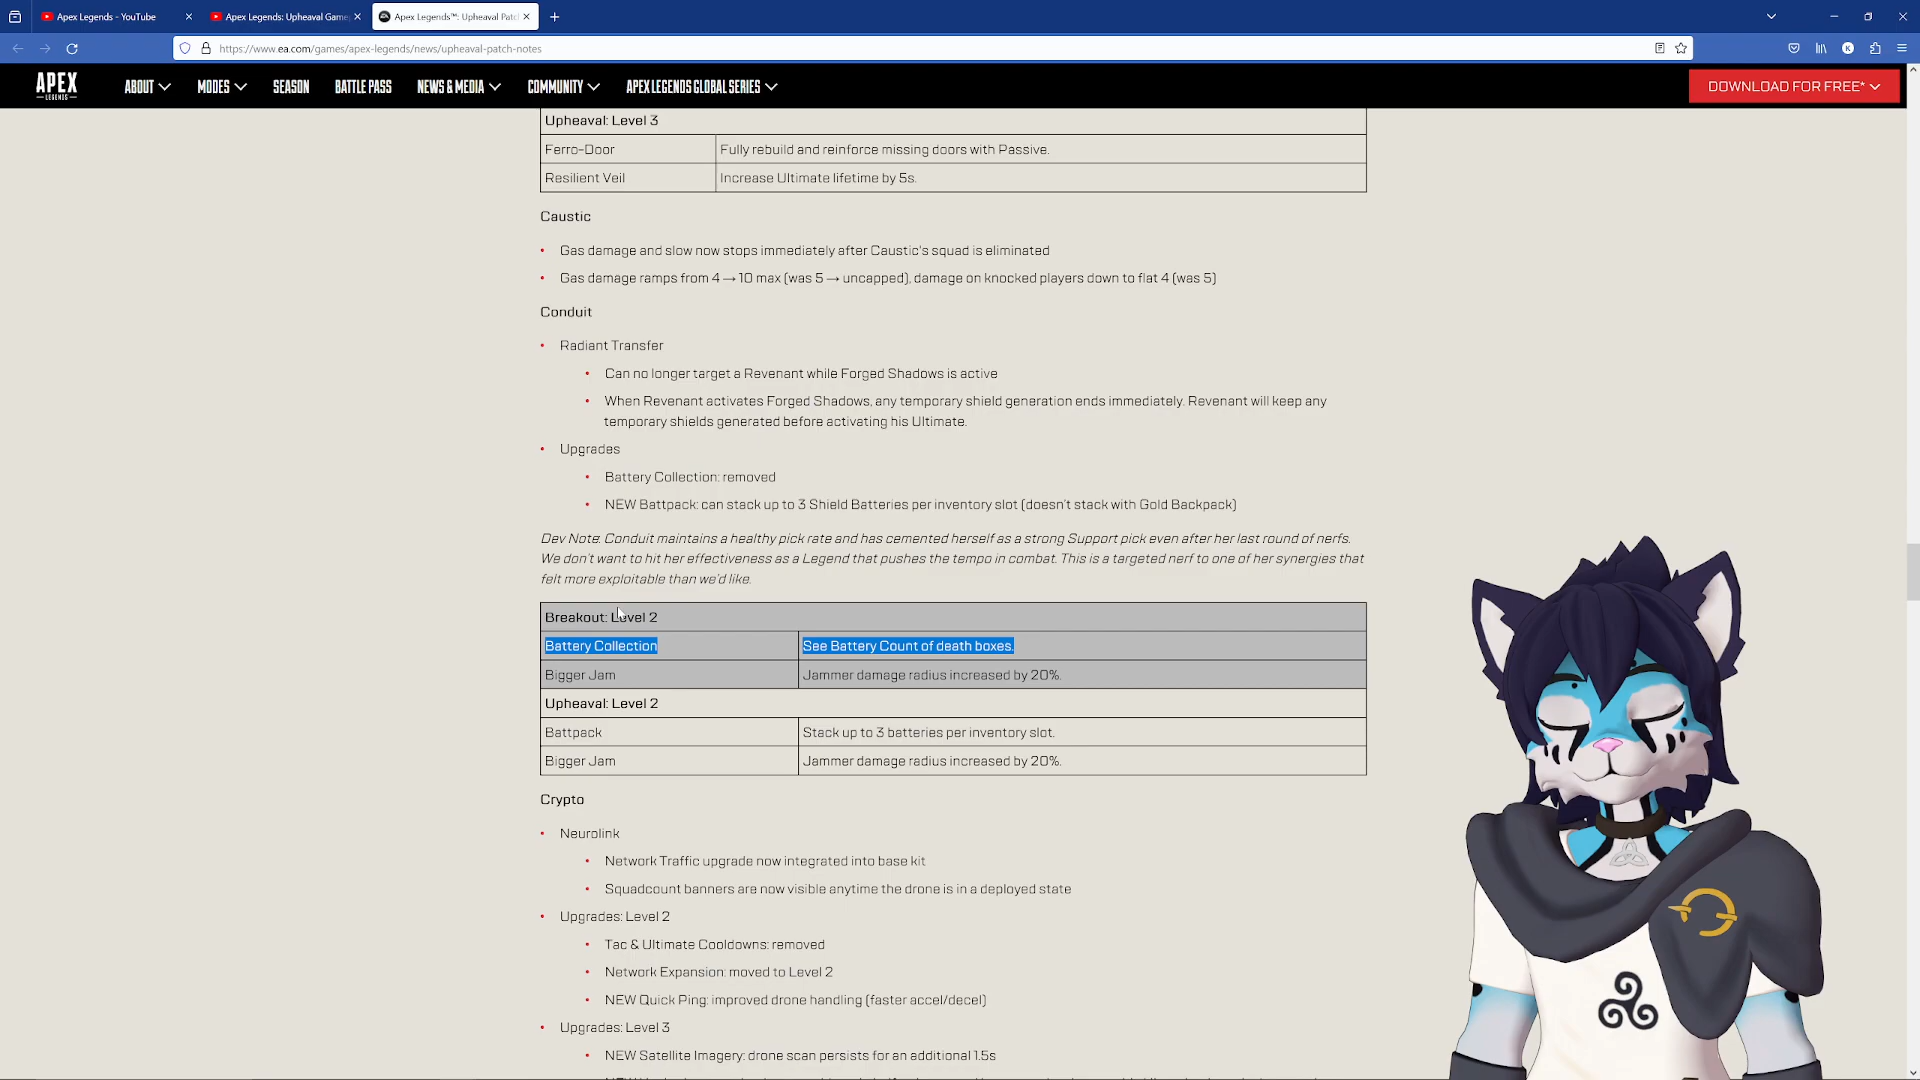 Apex Legends - YouTube
Apex Legends: Upheaval Game
Apex Legends™: Upheaval Patc
https://www.ea.com/games/apex-legends/news/upheaval-patch-notes
APEX LEGENDS
ABOUT
MODES
SEASON
BATTLE PASS
NEWS & MEDIA
COMMUNITY
APEX LEGENDS GLOBAL SERIES
DOWNLOAD FOR FREE*
Upheaval: Level 3
Ferro-Door Fully rebuild and reinforce missing doors with Passive.
Resilient Veil Increase Ultimate lifetime by 5s.
Caustic
• Gas damage and slow now stops immediately after Caustic's squad is eliminated
• Gas damage ramps from 4 → 10 max (was 5 → uncapped), damage on knocked players down to flat 4 (was 5)
Conduit
• Radiant Transfer
• Can no longer target a Revenant while Forged Shadows is active
• When Revenant activates Forged Shadows, any temporary shield generation ends immediately. Revenant will keep any
temporary shields generated before activating his Ultimate.
• Upgrades
• Battery Collection: removed
• NEW Battpack: can stack up to 3 Shield Batteries per inventory slot (doesn't stack with Gold Backpack)
Dev Note: Conduit maintains a healthy pick rate and has cemented herself as a strong Support pick even after her last round of nerfs.
We don't want to hit her effectiveness as a Legend that pushes the tempo in combat. This is a targeted nerf to one of her synergies that
felt more exploitable than we'd like.
Breakout: Level 2
Battery Collection See Battery Count of death boxes.
Bigger Jam Jammer damage radius increased by 20%.
Upheaval: Level 2
Battpack Stack up to 3 batteries per inventory slot.
Bigger Jam Jammer damage radius increased by 20%.
Crypto
• Neurolink
• Network Traffic upgrade now integrated into base kit
• Squadcount banners are now visible anytime the drone is in a deployed state
• Upgrades: Level 2
• Tac & Ultimate Cooldowns: removed
• Network Expansion: moved to Level 2
• NEW Quick Ping: improved drone handling (faster accel/decel)
• Upgrades: Level 3
• NEW Satellite Imagery: drone scan persists for an additional 1.5s